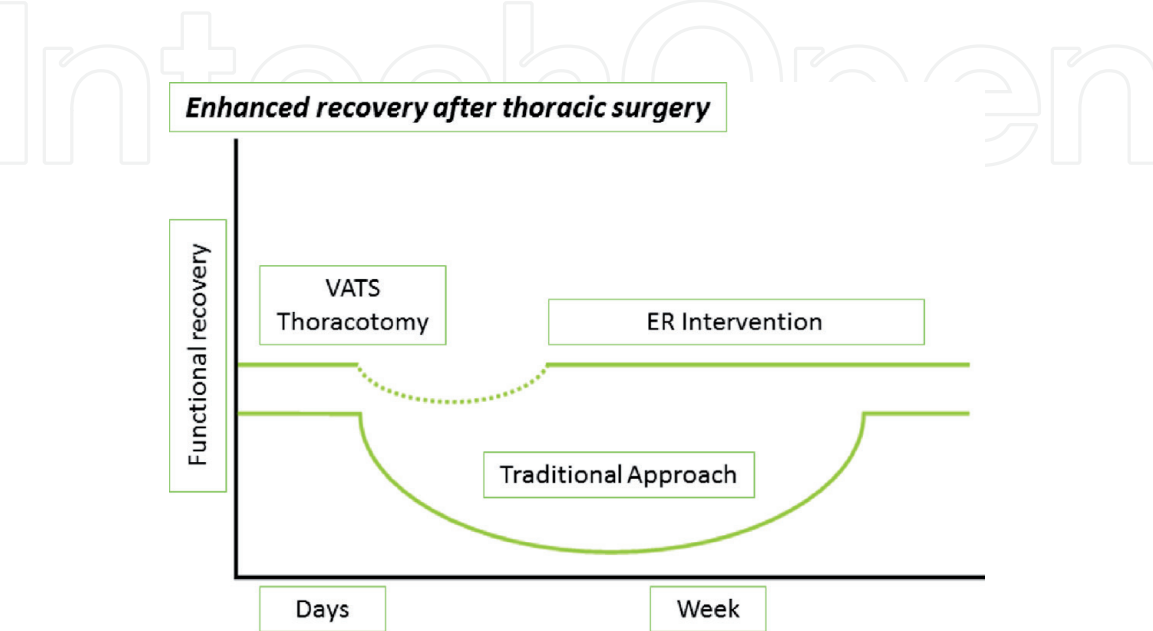 IntechOpen
Enhanced recovery after thoracic surgery
Functional recovery
VATS
Thoracotomy
ER Intervention
Traditional Approach
Days
Week